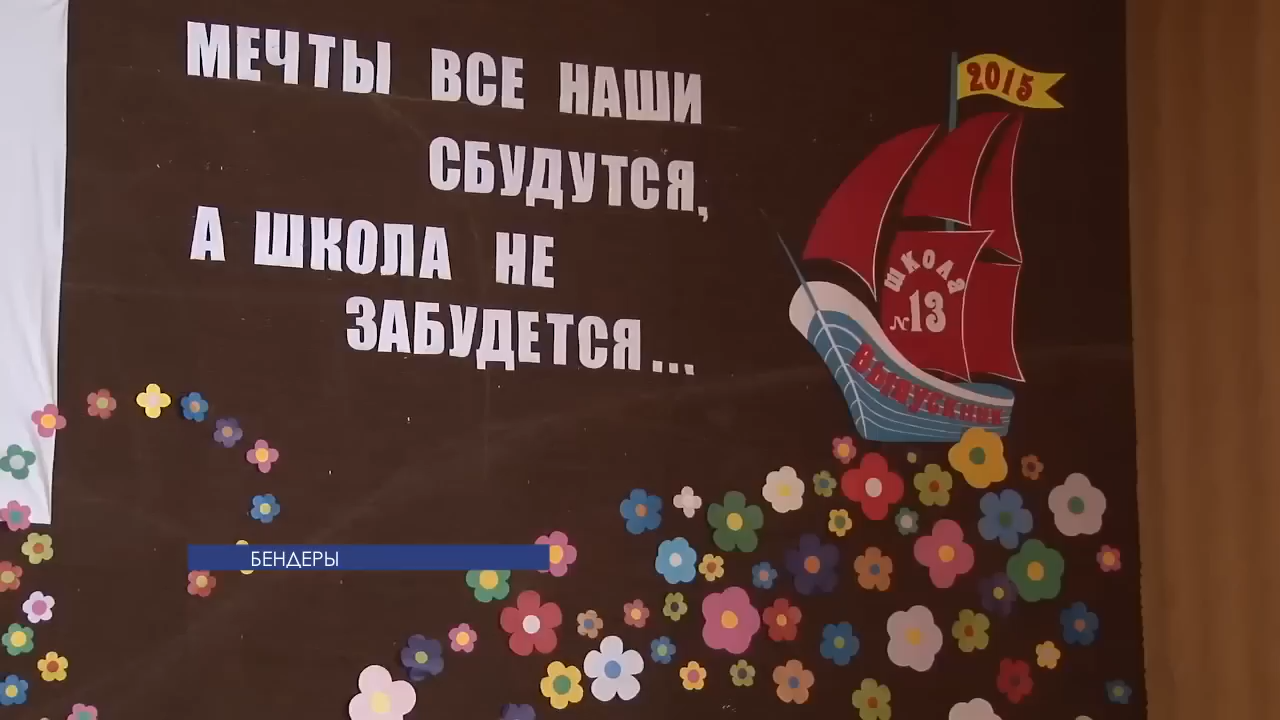 МЕЧТЫ ВСЕ НАШИ
СБУДУТСЯ,
А ШКОЛА НЕ
ЗАБУДЕТСЯ...
2015
ШКОЛА
№13
Выпускник
БЕНДЕРЫ